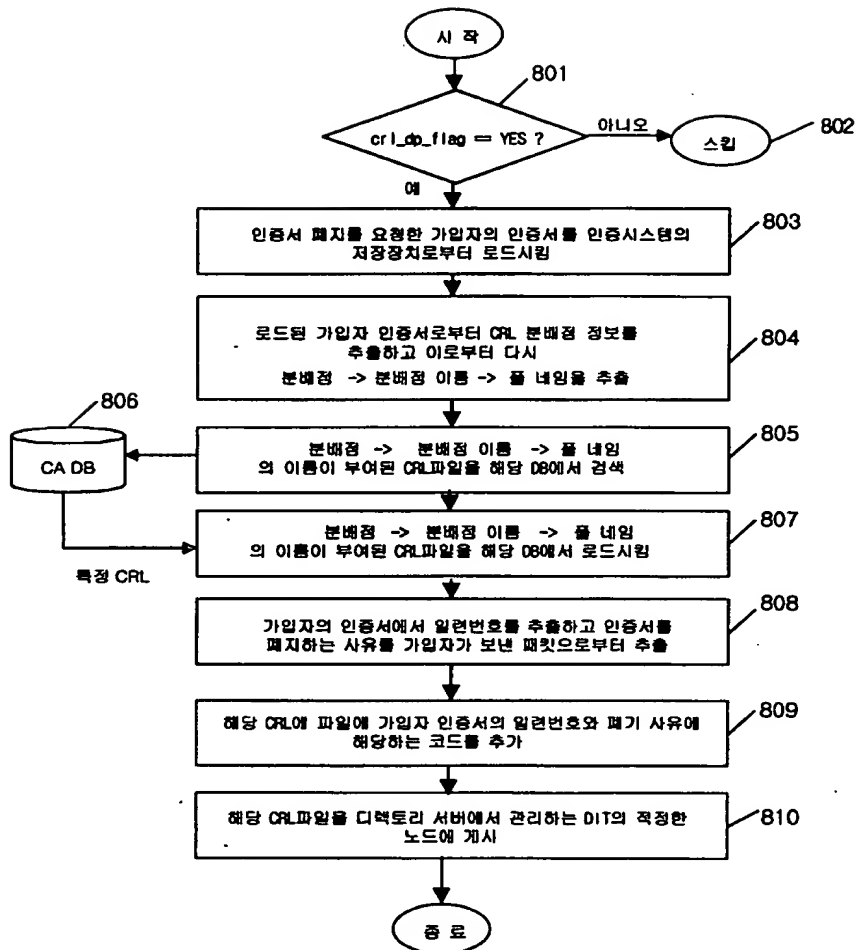 시 작
801
crl_dp_flag == YES ?
아니오
스킵
802
예
인증서 폐지를 요청한 가입자의 인증서를 인증시스템의
저장장치로부터 로드시킴
803
로드된 가입자 인증서로부터 CRL 분배점 정보를
추출하고 이로부터 다시
분배점 -> 분배점 이름 -> 풀 네임을 추출
804
806
CA DB
분배점 -> 분배점 이름 -> 풀 네임
의 이름이 부여된 CRL파일을 해당 DB에서 검색
805
분배점 -> 분배점 이름 -> 풀 네임
의 이름이 부여된 CRL파일을 해당 DB에서 로드시킴
807
특정 CRL
가입자의 인증서에서 일련번호를 추출하고 인증서를
폐지하는 사유를 가입자가 보낸 패킷으로부터 추출
808
해당 CRL에 파일에 가입자 인증서의 일련번호와 폐기 사유에
해당하는 코드를 추가
809
해당 CRL파일을 디렉토리 서버에서 관리하는 DIT의 적정한
노드에 게시
810
종 료